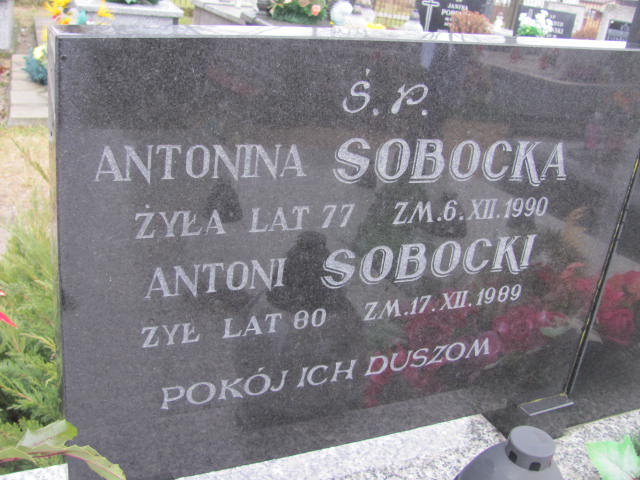 JANINA
Ś.P.
ANTONINA SOBOCKA
ŻYŁA LAT 77 ZM.6.XII.1990
ANTONI SOBOCKI
ŻYŁ LAT 80 ZM.17.XII.1989
POKÓJ ICH DUSZOM